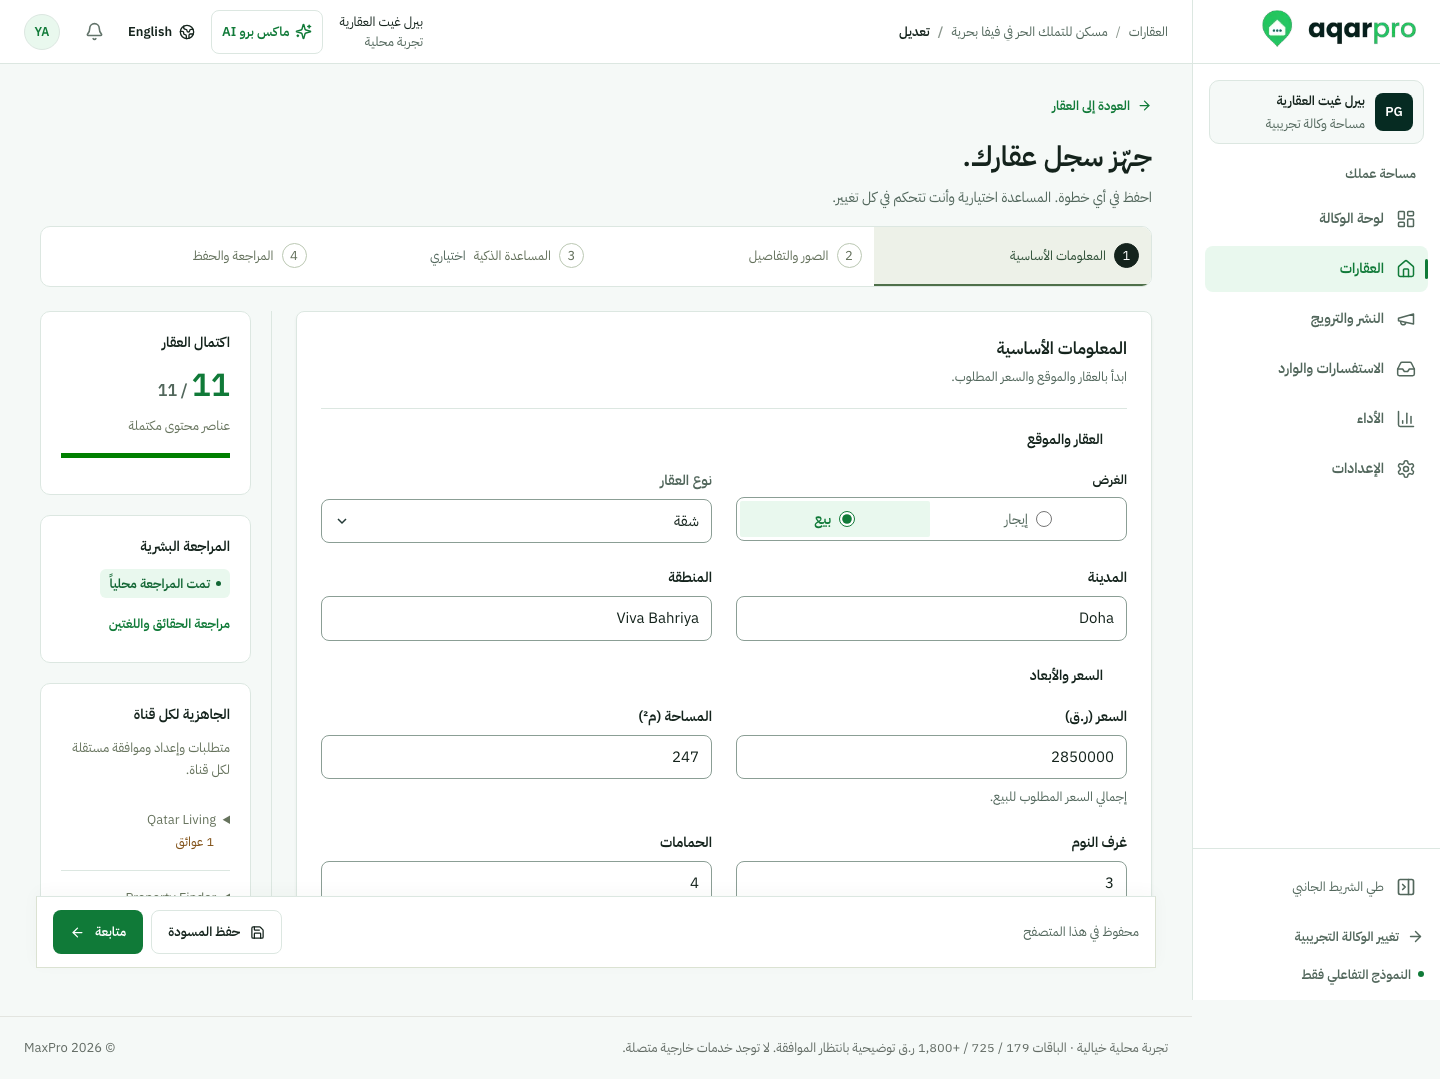 aqarpro
العقارات / مسكن للتملك الحر في فيفا بحرية / تعديل
بيرل غيت العقارية
تجربة محلية
ماكس برو AI
English
YA
PG
بيرل غيت العقارية
مساحة وكالة تجريبية
مساحة عملك
لوحة الوكالة
العقارات
النشر والترويج
الاستفسارات والوارد
الأداء
الإعدادات
طي الشريط الجانبي
تغيير الوكالة التجريبية
النموذج التفاعلي فقط
العودة إلى العقار
جهّز سجل عقارك.
احفظ في أي خطوة. المساعدة اختيارية وأنت تتحكم في كل تغيير.
1 المعلومات الأساسية
2 الصور والتفاصيل
3 المساعدة الذكية اختياري
4 المراجعة والحفظ
المعلومات الأساسية
ابدأ بالعقار والموقع والسعر المطلوب.
العقار والموقع
الغرض
إيجار
بيع
نوع العقار
شقة
المدينة
Doha
المنطقة
Viva Bahriya
السعر والأبعاد
السعر (ر.ق)
2850000
إجمالي السعر المطلوب للبيع.
المساحة (م²)
247
غرف النوم
3
الحمامات
4
اكتمال العقار
11 / 11
عناصر محتوى مكتملة
المراجعة البشرية
• تمت المراجعة محلياً
مراجعة الحقائق واللغتين
الجاهزية لكل قناة
متطلبات وإعداد وموافقة مستقلة
لكل قناة.
Qatar Living
1 عوائق
Property Finder
محفوظ في هذا المتصفح
حفظ المسودة
متابعة
تجربة محلية خيالية · الباقات 179 / 725 / +1,800 ر.ق توضيحية بانتظار الموافقة. لا توجد خدمات خارجية متصلة.
© 2026 MaxPro